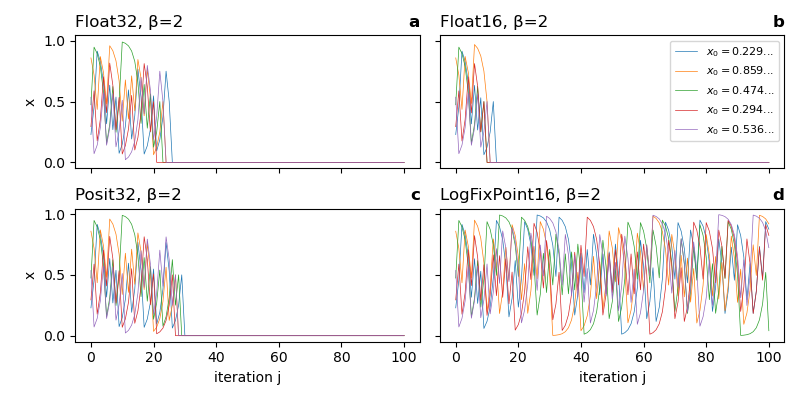 Float32, β=2 a
Float16, β=2 b
1.0
0.5
0.0
x
x₀ = 0.229...
x₀ = 0.859...
x₀ = 0.474...
x₀ = 0.294...
x₀ = 0.536...
Posit32, β=2 c
LogFixPoint16, β=2 d
1.0
0.5
0.0
x
0 20 40 60 80 100
0 20 40 60 80 100
iteration j
iteration j